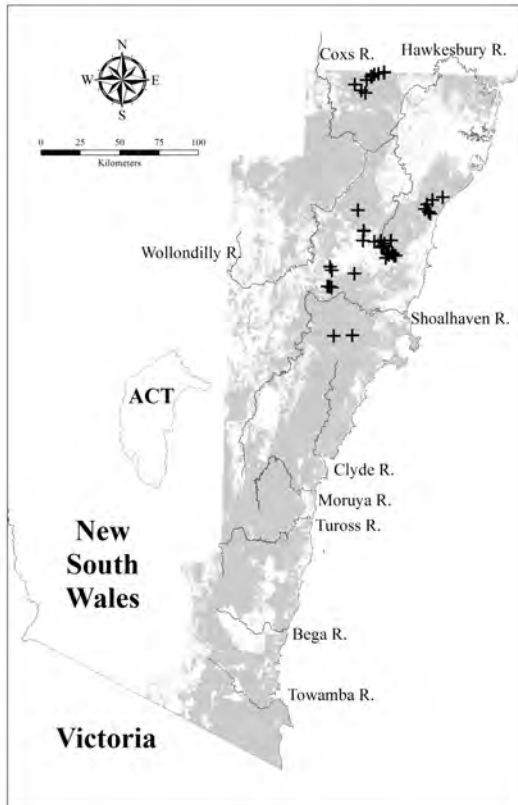 Coxs R.
Hawkesbury R.
N
W
E
S
0
25
50
100
Kilometers
Wollondilly R.
Shoalhaven R.
ACT
Clyde R.
Moruya R.
Tuross R.
New
South
Wales
Bega R.
Towamba R.
Victoria